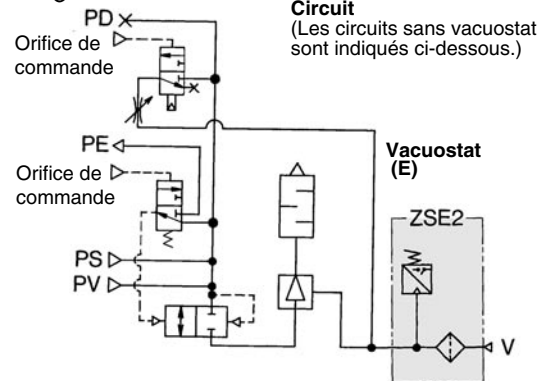 PD
Circuit
(Les circuits sans vacuostat
sont indiqués ci-dessous.)
Orifice de
commande
PE
Orifice de
commande
Vacuostat
(E)
ZSE2
PS
PV
V